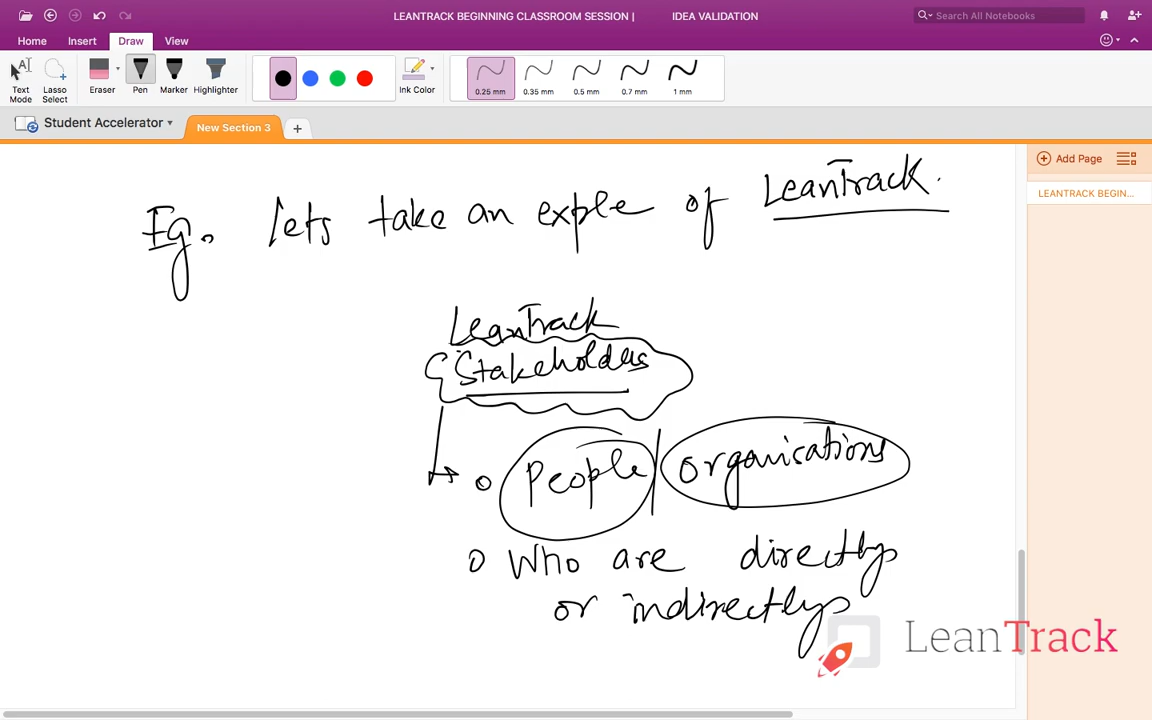 LEANTRACK BEGINNING CLASSROOM SESSION | IDEA VALIDATION
Search All Notebooks
Home Insert Draw View
Text Mode
Lasso Select
Eraser
Pen
Marker
Highlighter
Ink Color
0.25 mm
0.35 mm
0.5 mm
0.7 mm
1 mm
Student Accelerator
New Section 3
+
Add Page
LEANTRACK BEGIN...
Eg. lets take an exple of LeanTrack.
LeanTrack
Stakeholders
People / organisations
Who are directly
or indirectly
LeanTrack